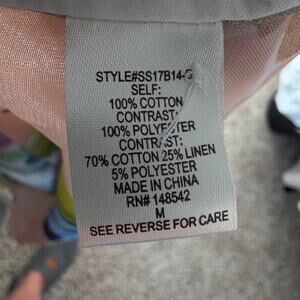 STYLE#SS17B14-
SELF:
100% COTTON
CONTRAST:
100% POLYESTER
CONTRAST:
70% COTTON 25% LINEN
5% POLYESTER
MADE IN CHINA
RN# 148542
M
SEE REVERSE FOR CARE